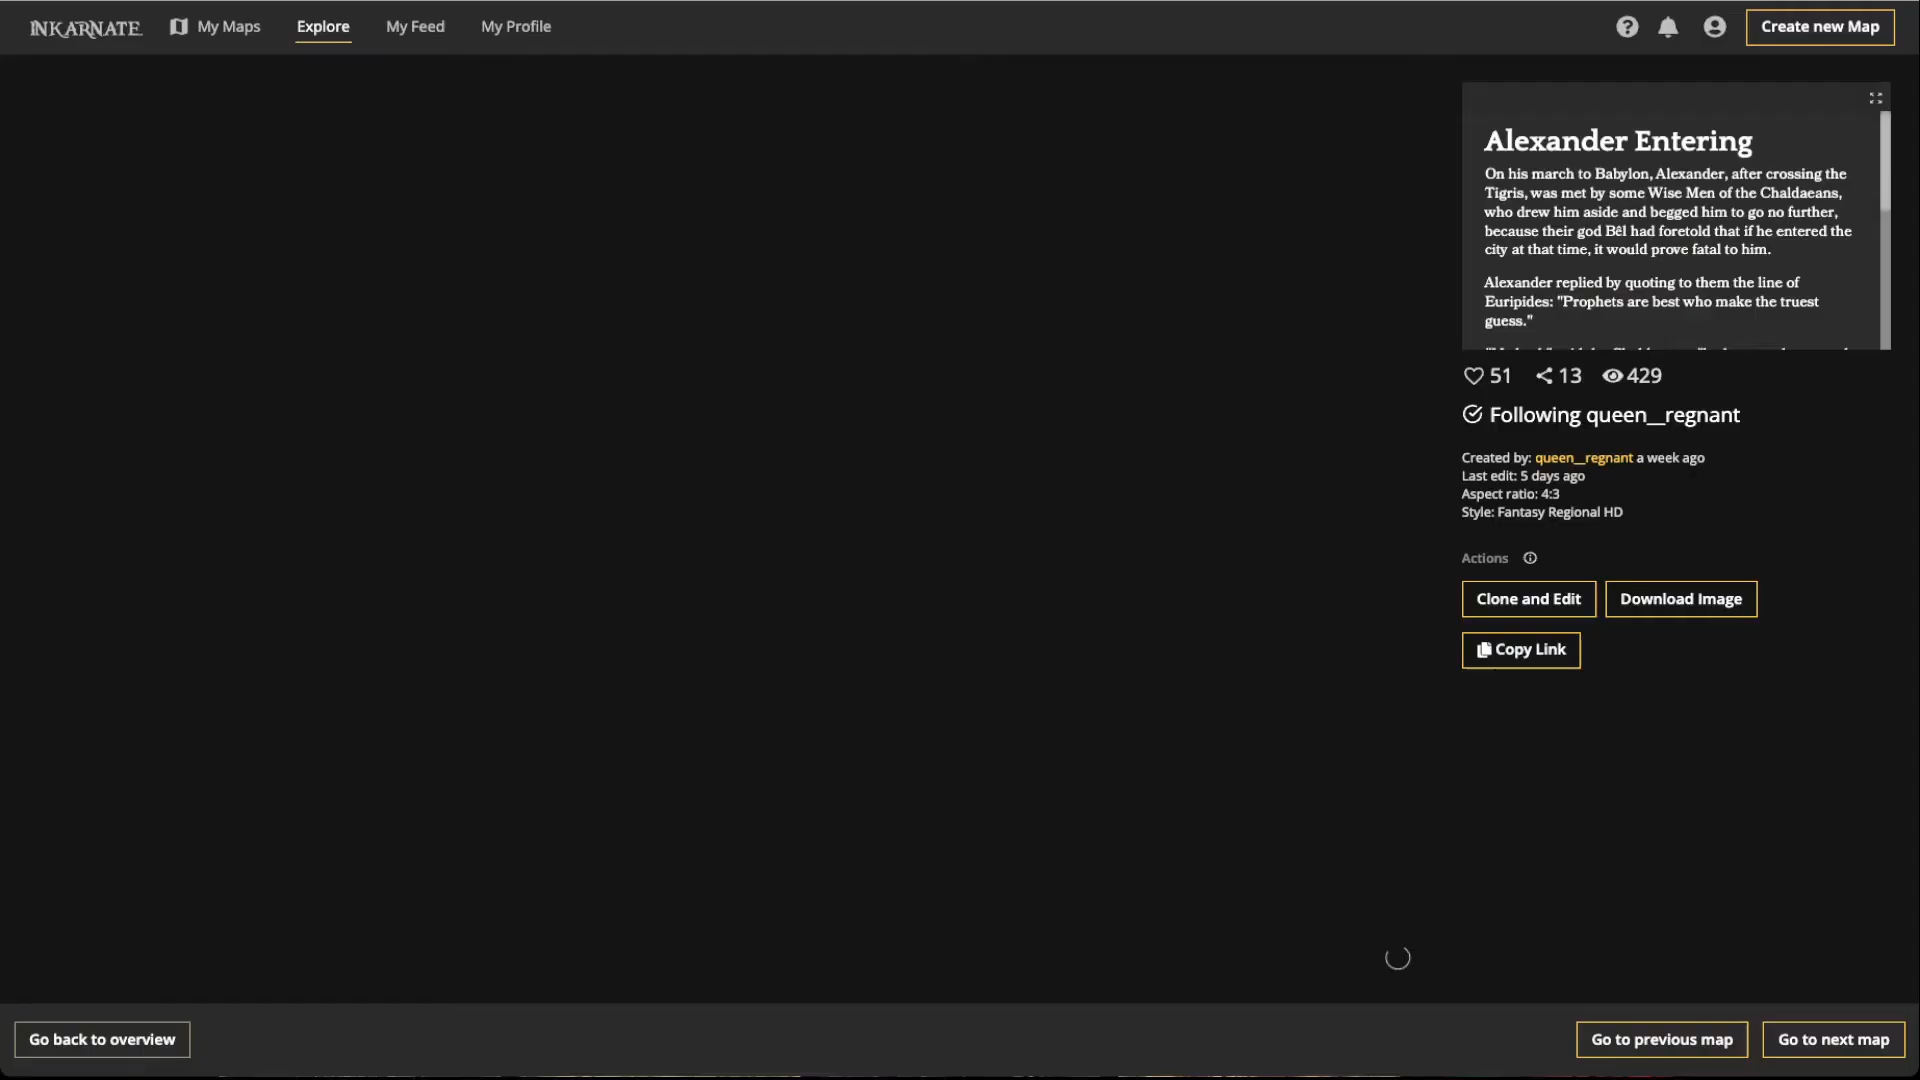 INKARNATE
My Maps
Explore
My Feed
My Profile
Create new Map
Alexander Entering
On his march to Babylon, Alexander, after crossing the
Tigris, was met by some Wise Men of the Chaldaeans,
who drew him aside and begged him to go no further,
because their god Bêl had foretold that if he entered the
city at that time, it would prove fatal to him.
Alexander replied by quoting to them the line of
Euripides: "Prophets are best who make the truest
guess."
51
13
429
Following queen__regnant
Created by: queen__regnant a week ago
Last edit: 5 days ago
Aspect ratio: 4:3
Style: Fantasy Regional HD
Actions
Clone and Edit
Download Image
Copy Link
Go back to overview
Go to previous map
Go to next map